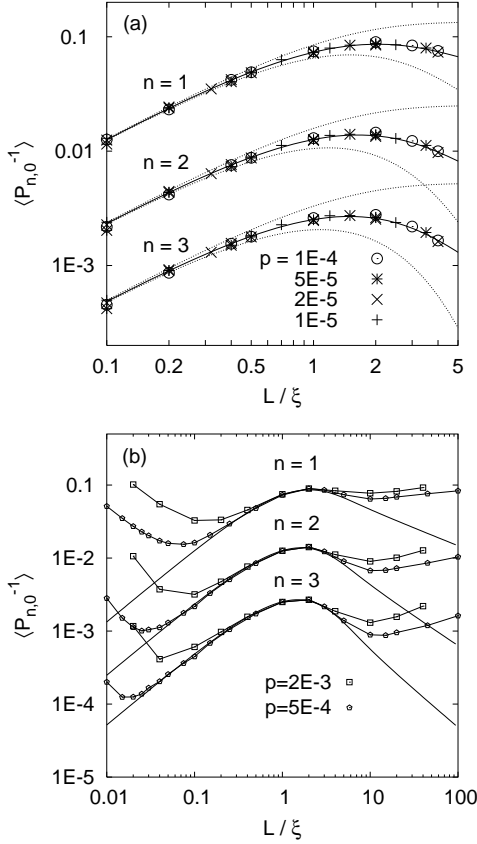 (a)
0.1
0.01
1E-3
⟨P_{n,0}^{-1}⟩
n = 1
n = 2
n = 3
p = 1E-4
5E-5
2E-5
1E-5
0.1 0.2 0.5 1 2 5
L / ξ
(b)
0.1
1E-2
1E-3
1E-4
1E-5
⟨P_{n,0}^{-1}⟩
n = 1
n = 2
n = 3
p=2E-3
p=5E-4
0.01 0.1 1 10 100
L / ξ